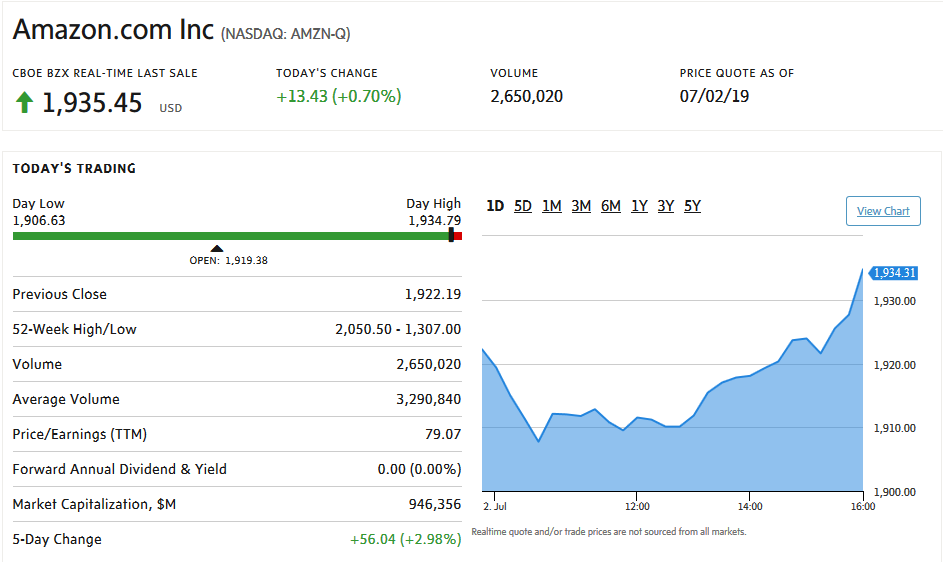 Amazon.com Inc (NASDAQ: AMZN-Q)
CBOE BZX REAL-TIME LAST SALE
1,935.45 USD
TODAY'S CHANGE
+13.43 (+0.70%)
VOLUME
2,650,020
PRICE QUOTE AS OF
07/02/19
TODAY'S TRADING
Day Low Day High
1,906.63 1,934.79
OPEN: 1,919.38
Previous Close 1,922.19
52-Week High/Low 2,050.50 - 1,307.00
Volume 2,650,020
Average Volume 3,290,840
Price/Earnings (TTM) 79.07
Forward Annual Dividend & Yield 0.00 (0.00%)
Market Capitalization, $M 946,356
5-Day Change +56.04 (+2.98%)
1D 5D 1M 3M 6M 1Y 3Y 5Y
View Chart
1,934.31
1,930.00
1,920.00
1,910.00
1,900.00
2. Jul 12:00 14:00 16:00
Realtime quote and/or trade prices are not sourced from all markets.